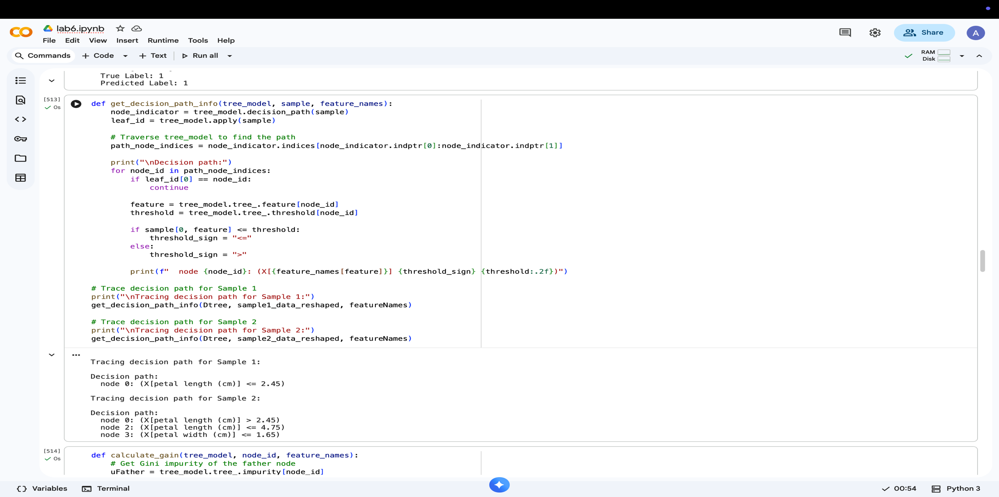 lab6.ipynb
File Edit View Insert Runtime Tools Help
Share
A
Commands + Code + Text Run all
RAM
Disk
True Label: 1
Predicted Label: 1
[513]
0s
def get_decision_path_info(tree_model, sample, feature_names):
    node_indicator = tree_model.decision_path(sample)
    leaf_id = tree_model.apply(sample)
    # Traverse tree_model to find the path
    path_node_indices = node_indicator.indices[node_indicator.indptr[0]:node_indicator.indptr[1]]
    print("\nDecision path:")
    for node_id in path_node_indices:
        if leaf_id[0] == node_id:
            continue
        feature = tree_model.tree_.feature[node_id]
        threshold = tree_model.tree_.threshold[node_id]
        if sample[0, feature] <= threshold:
            threshold_sign = "<="
        else:
            threshold_sign = ">"
        print(f"  node {node_id}: (X[{feature_names[feature]}] {threshold_sign} {threshold:.2f})")
# Trace decision path for Sample 1
print("\nTracing decision path for Sample 1:")
get_decision_path_info(Dtree, sample1_data_reshaped, featureNames)
# Trace decision path for Sample 2
print("\nTracing decision path for Sample 2:")
get_decision_path_info(Dtree, sample2_data_reshaped, featureNames)
...
Tracing decision path for Sample 1:
Decision path:
  node 0: (X[petal length (cm)] <= 2.45)
Tracing decision path for Sample 2:
Decision path:
  node 0: (X[petal length (cm)] > 2.45)
  node 2: (X[petal length (cm)] <= 4.75)
  node 3: (X[petal width (cm)] <= 1.65)
[514]
0s
def calculate_gain(tree_model, node_id, feature_names):
    # Get Gini impurity of the father node
    uFather = tree_model.tree_.impurity[node_id]
Variables Terminal
00:54 Python 3